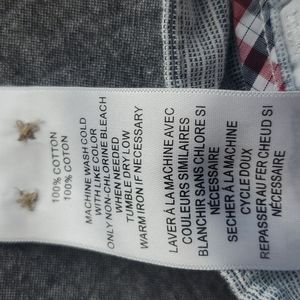 100% COTTON
100% COTON
MACHINE WASH COLD
WITH LIKE COLOR
ONLY NON-CHLORINE BLEACH
WHEN NEEDED
TUMBLE DRY LOW
WARM IRON IF NECESSARY
LAVER À LA MACHINE AVEC
COULEURS SIMILAIRES
BLANCHIR SANS CHLORE SI
NÉCESSAIRE
SECHER À LA MACHINE
CYCLE DOUX
REPASSER AU FER CHEUD SI
NÉCESSAIRE